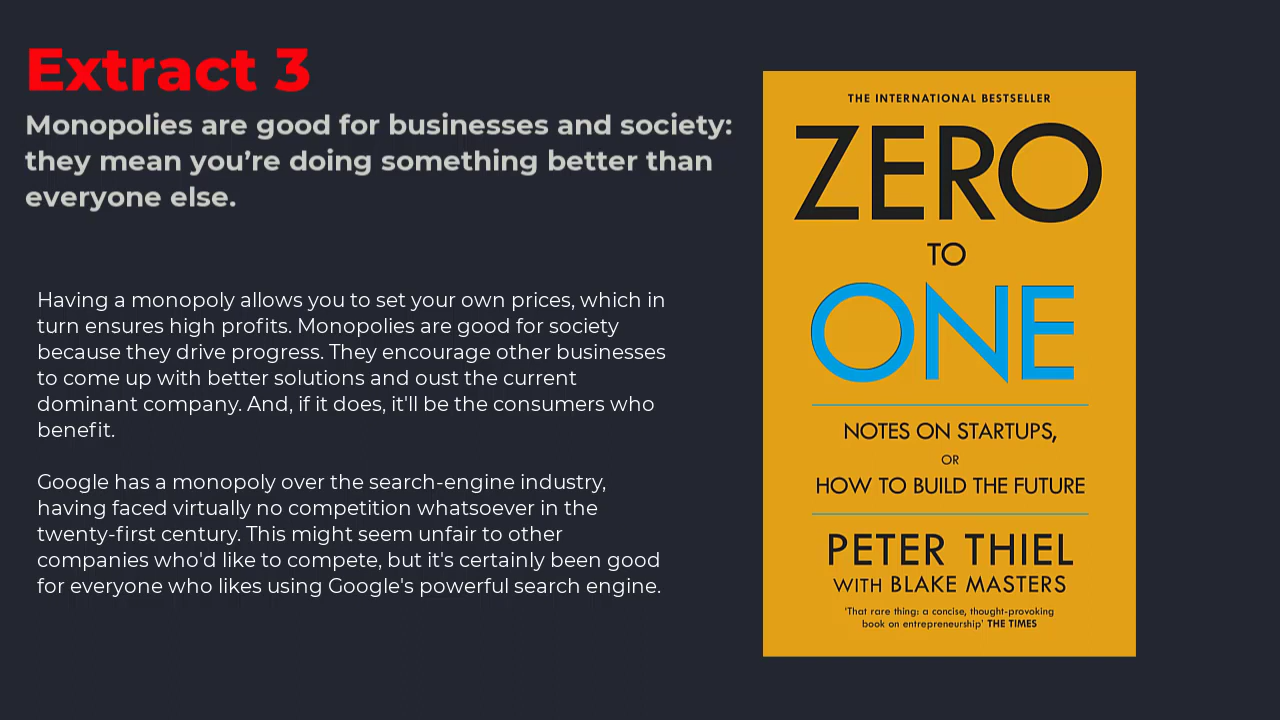 Extract 3
Monopolies are good for businesses and society:
they mean you’re doing something better than
everyone else.
Having a monopoly allows you to set your own prices, which in
turn ensures high profits. Monopolies are good for society
because they drive progress. They encourage other businesses
to come up with better solutions and oust the current
dominant company. And, if it does, it'll be the consumers who
benefit.
Google has a monopoly over the search-engine industry,
having faced virtually no competition whatsoever in the
twenty-first century. This might seem unfair to other
companies who'd like to compete, but it's certainly been good
for everyone who likes using Google's powerful search engine.
THE INTERNATIONAL BESTSELLER
ZERO
TO
ONE
NOTES ON STARTUPS,
OR
HOW TO BUILD THE FUTURE
PETER THIEL
WITH BLAKE MASTERS
'That rare thing: a concise, thought-provoking
book on entrepreneurship' THE TIMES